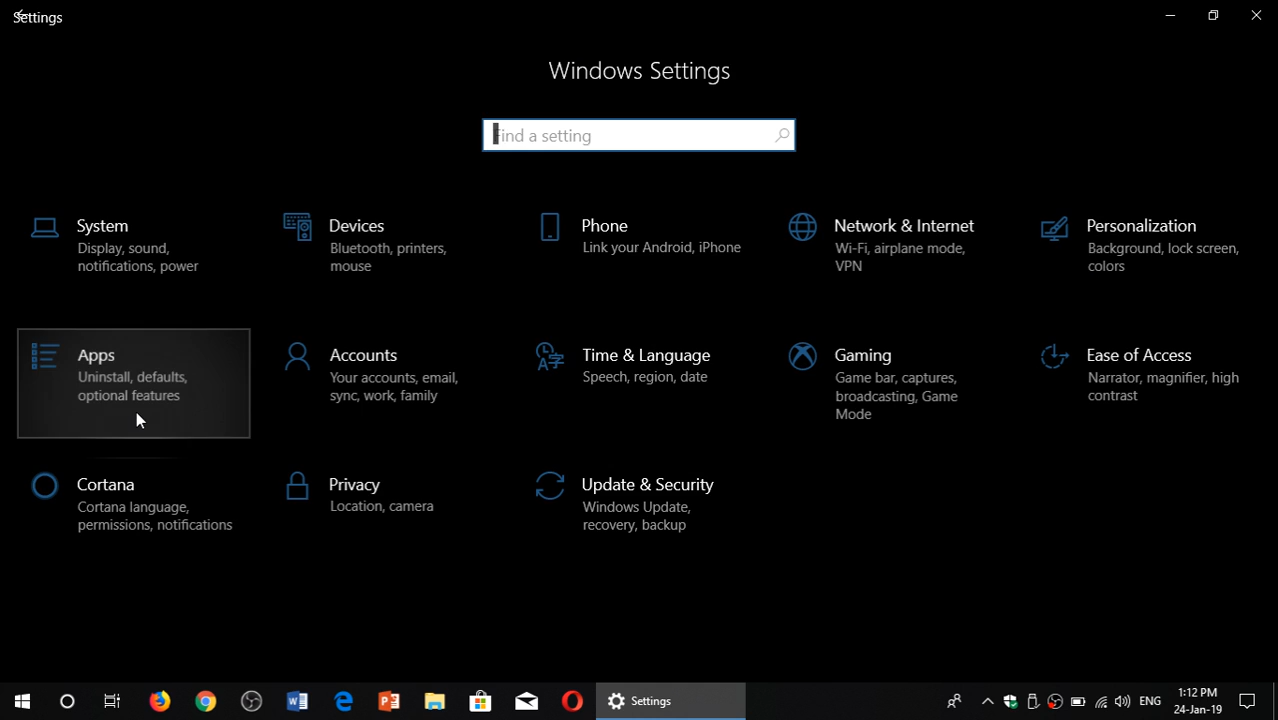 Settings
Windows Settings
Find a setting
System
Display, sound,
notifications, power
Devices
Bluetooth, printers,
mouse
Phone
Link your Android, iPhone
Network & Internet
Wi-Fi, airplane mode,
VPN
Personalization
Background, lock screen,
colors
Apps
Uninstall, defaults,
optional features
Accounts
Your accounts, email,
sync, work, family
Time & Language
Speech, region, date
Gaming
Game bar, captures,
broadcasting, Game
Mode
Ease of Access
Narrator, magnifier, high
contrast
Cortana
Cortana language,
permissions, notifications
Privacy
Location, camera
Update & Security
Windows Update,
recovery, backup
Settings
ENG
1:12 PM
24-Jan-19